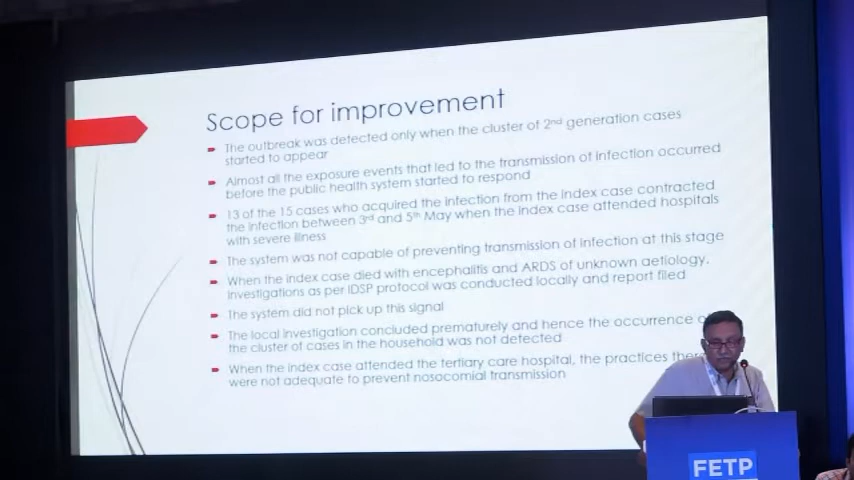 Scope for improvement
The outbreak was detected only when the cluster of 2nd generation cases
started to appear
Almost all the exposure events that led to the transmission of infection occurred
before the public health system started to respond
13 of the 15 cases who acquired the infection from the index case contracted
the infection between 3rd and 5th May when the index case attended hospitals
with severe illness
The system was not capable of preventing transmission of infection at this stage
When the index case died with encephalitis and ARDS of unknown aetiology,
investigations as per IDSP protocol was conducted locally and report filed
The system did not pick up this signal
The local investigation concluded prematurely and hence the occurrence
the cluster of cases in the household was not detected
When the index case attended the tertiary care hospital, the practices
were not adequate to prevent nosocomial transmission
FETP